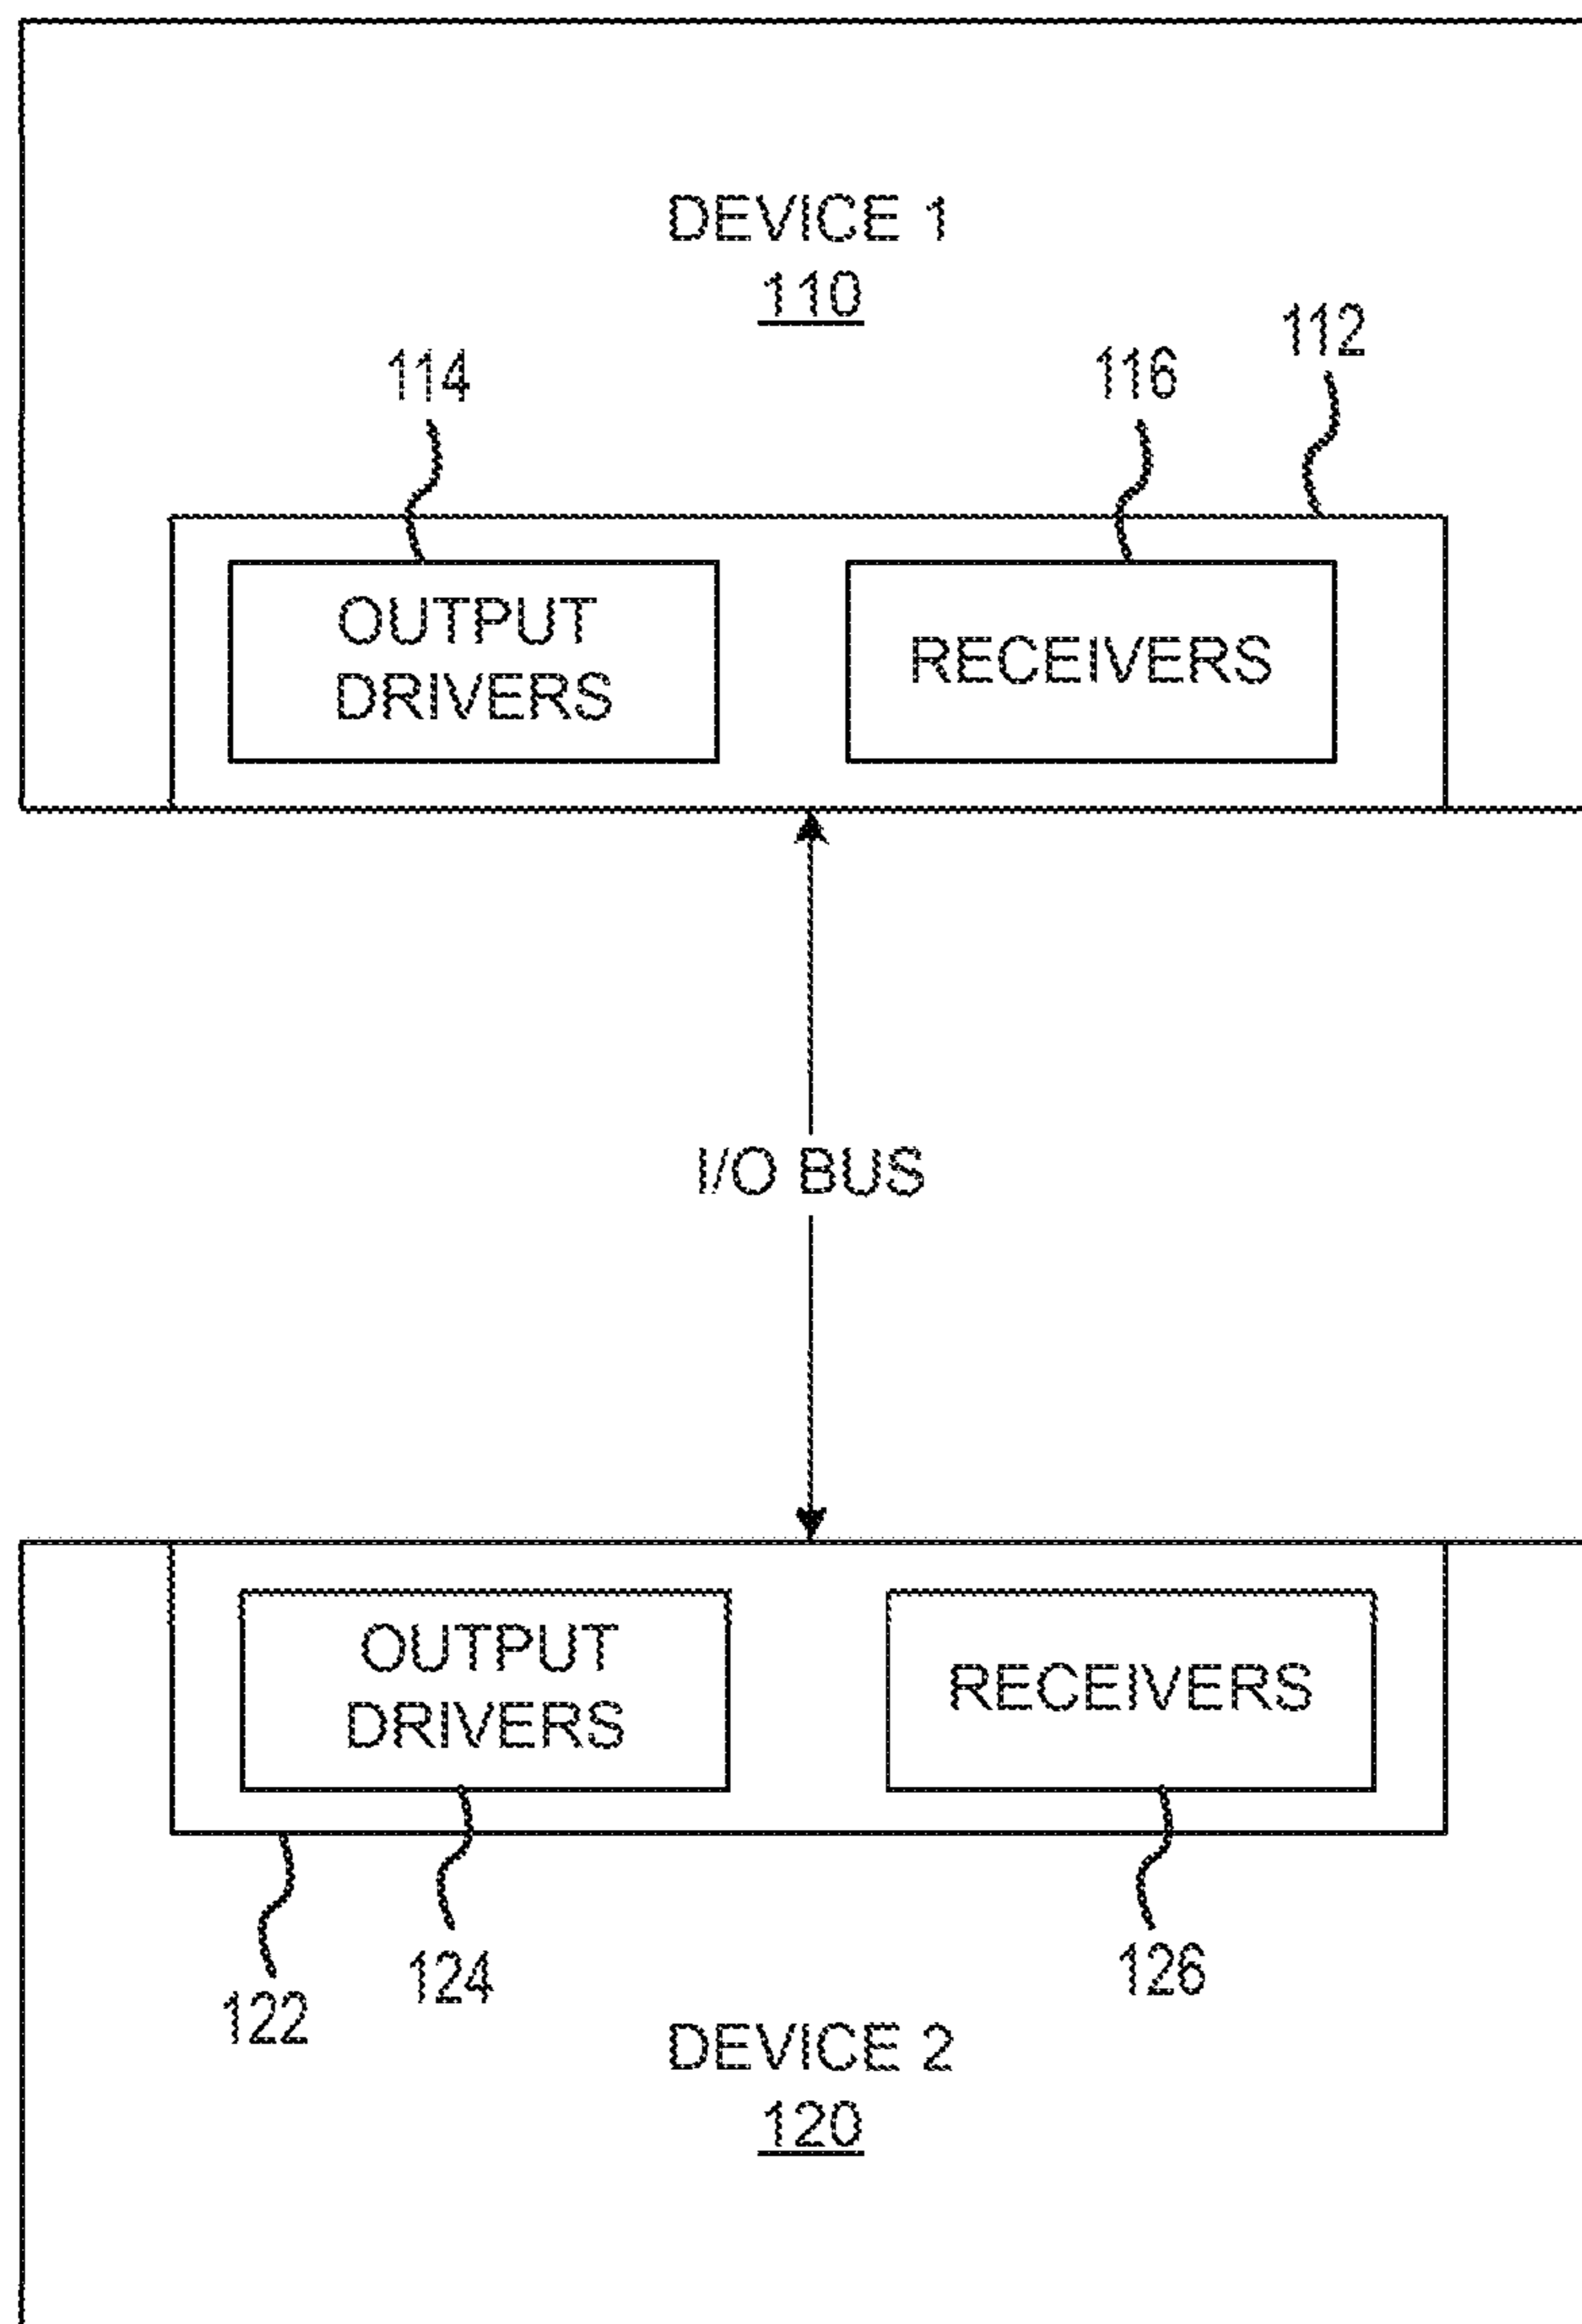 DEVICE 1
110
112
114
116
OUTPUT
DRIVERS
RECEIVERS
I/O BUS
OUTPUT
DRIVERS
RECEIVERS
124
126
122
DEVICE 2
120